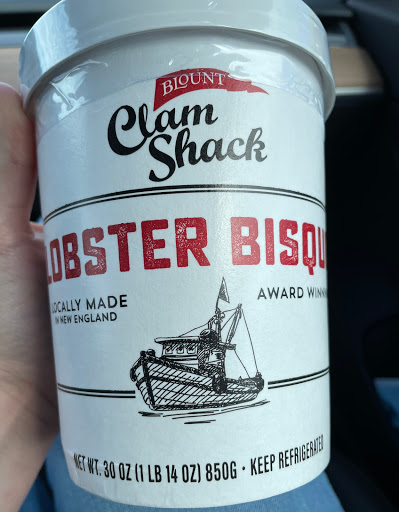 BLOUNT
Clam
Shack
LOBSTER BISQU
LOCALLY MADE
IN NEW ENGLAND
AWARD WINN
NET WT. 30 OZ (1 LB 14 OZ) 850G • KEEP REFRIGERATED